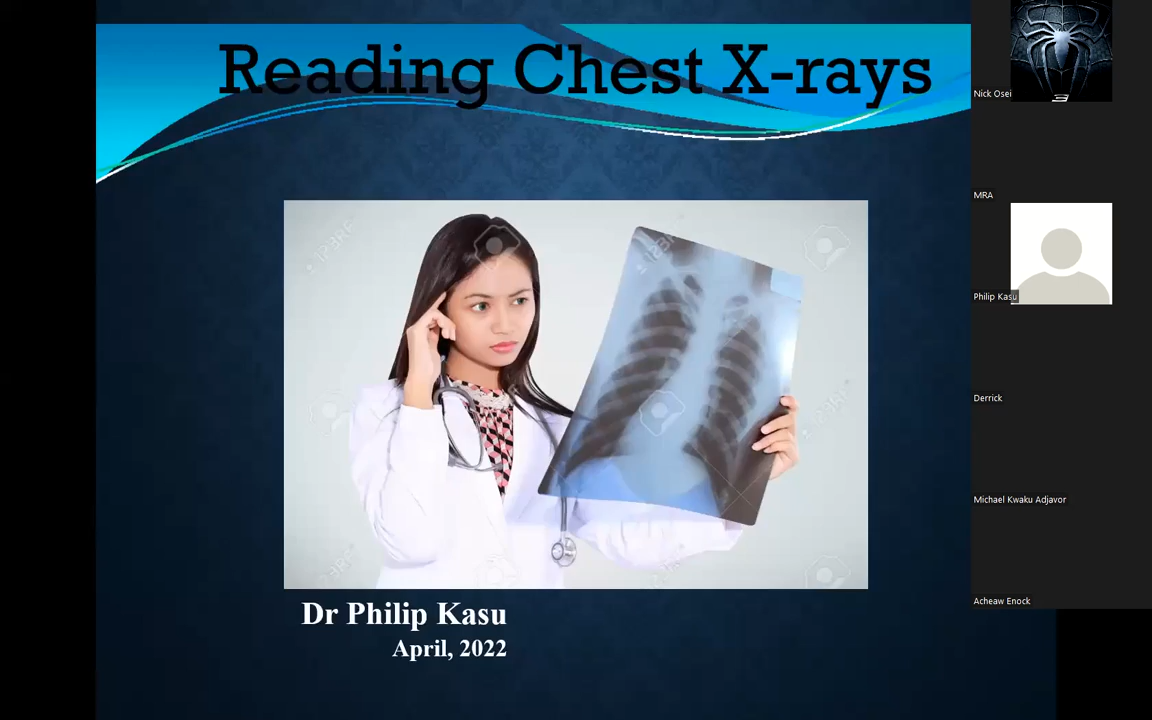 Reading Chest X-rays
Nick Osei
MRA
Philip Kasu
Derrick
Michael Kwaku Adjavor
Acheaw Enock
123RF
Dr Philip Kasu
April, 2022